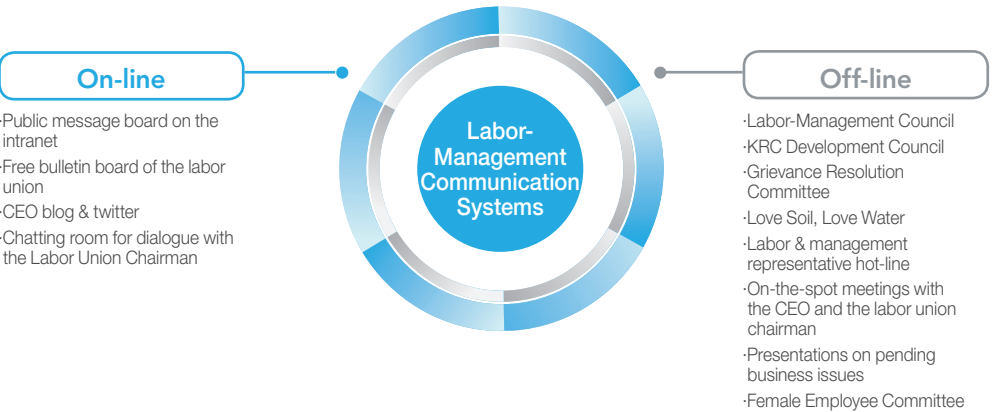 On-line
·Public message board on the
intranet
·Free bulletin board of the labor
union
·CEO blog & twitter
·Chatting room for dialogue with
the Labor Union Chairman
Labor-
Management
Communication
Systems
Off-line
·Labor-Management Council
·KRC Development Council
·Grievance Resolution
Committee
·Love Soil, Love Water
·Labor & management
representative hot-line
·On-the-spot meetings with
the CEO and the labor union
chairman
·Presentations on pending
business issues
·Female Employee Committee